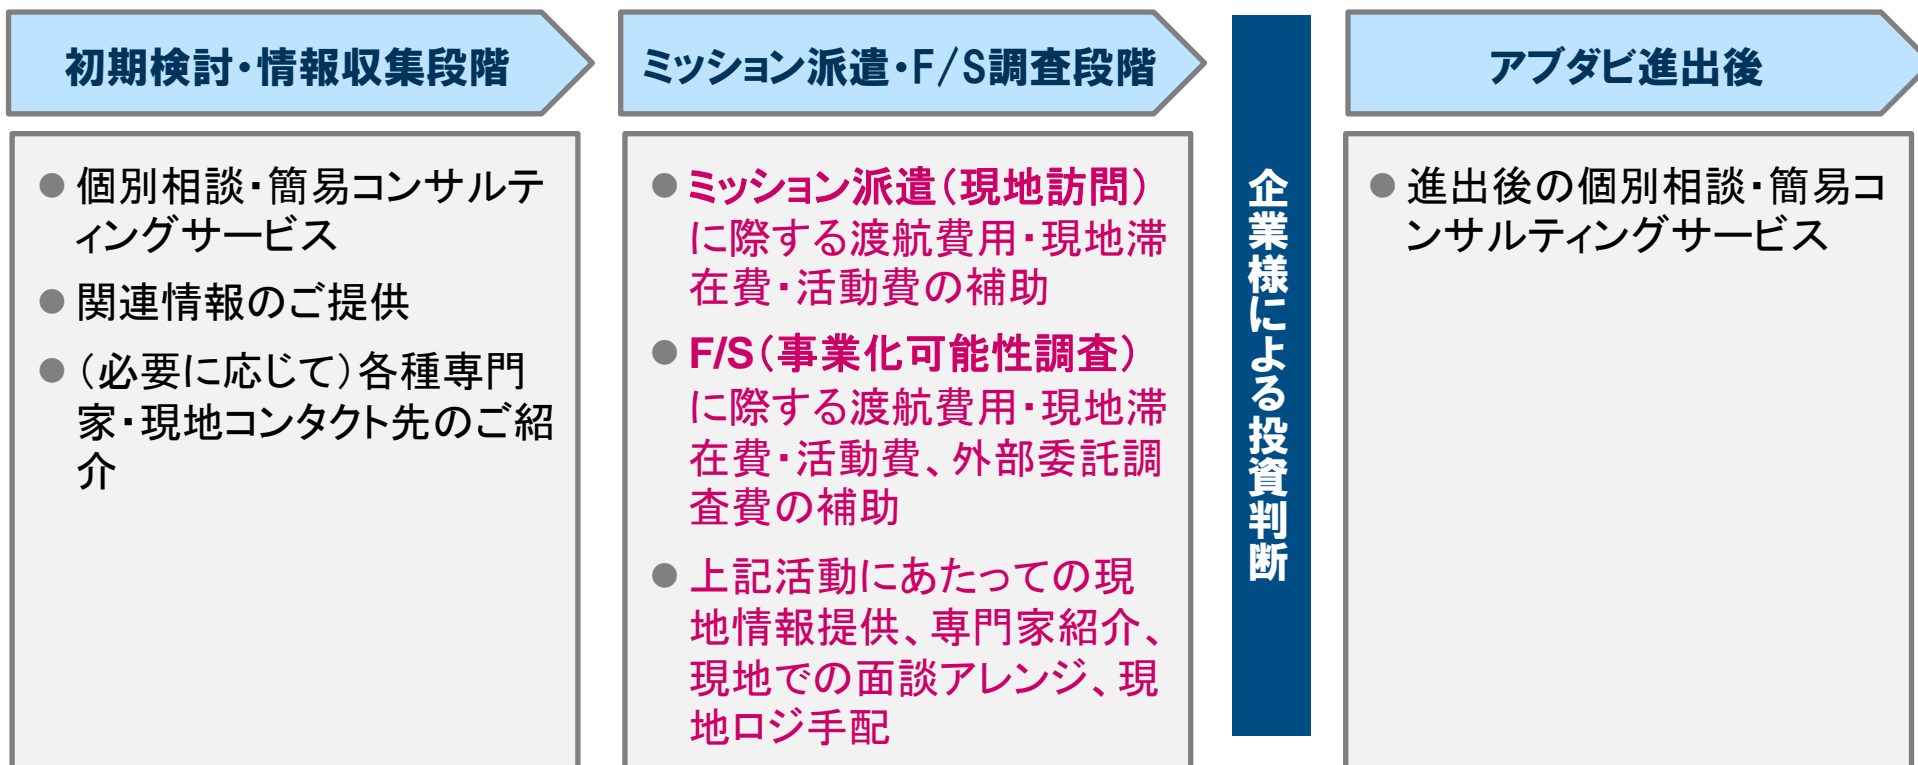 初期検討・情報収集段階
● 個別相談・簡易コンサルテ
ィングサービス
● 関連情報のご提供
● （必要に応じて）各種専門
家・現地コンタクト先のご紹
介
ミッション派遣・F/S調査段階
● ミッション派遣（現地訪問）
に際する渡航費用・現地滞
在費・活動費の補助
● F/S（事業化可能性調査）
に際する渡航費用・現地滞
在費・活動費、外部委託調
査費の補助
● 上記活動にあたっての現
地情報提供、専門家紹介、
現地での面談アレンジ、現
地ロジ手配
企業様による投資判断
アブダビ進出後
● 進出後の個別相談・簡易コ
ンサルティングサービス